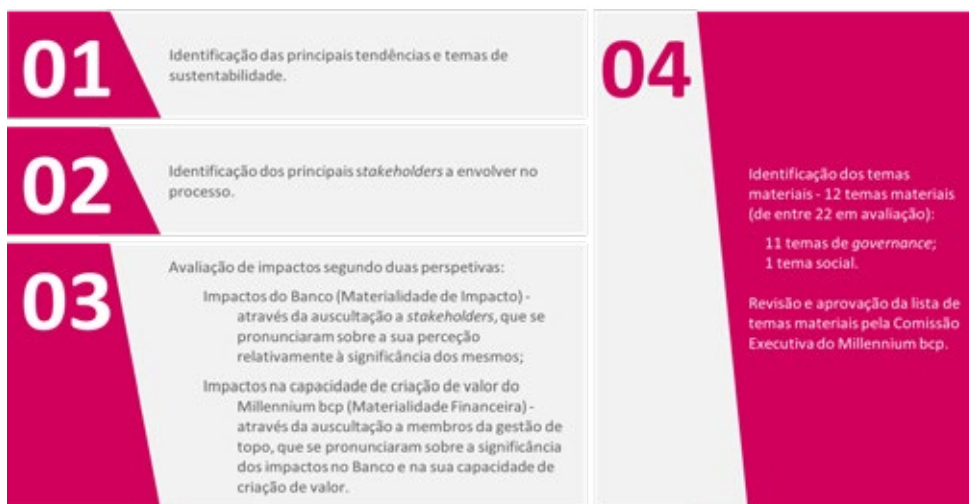 01
Identificação das principais tendências e temas de
sustentabilidade.
02
Identificação dos principais stakeholders a envolver no
processo.
03
Avaliação de impactos segundo duas perspetivas:
Impactos do Banco (Materialidade de Impacto) -
através da auscultação a stakeholders, que se
pronunciaram sobre a sua perceção
relativamente à significância dos mesmos;
Impactos na capacidade de criação de valor do
Millennium bcp (Materialidade Financeira) -
através da auscultação a membros da gestão de
topo, que se pronunciaram sobre a significância
dos impactos no Banco e na sua capacidade de
criação de valor.
04
Identificação dos temas
materiais - 12 temas materiais
(de entre 22 em avaliação):
11 temas de governance;
1 tema social.
Revisão e aprovação da lista de
temas materiais pela Comissão
Executiva do Millennium bcp.